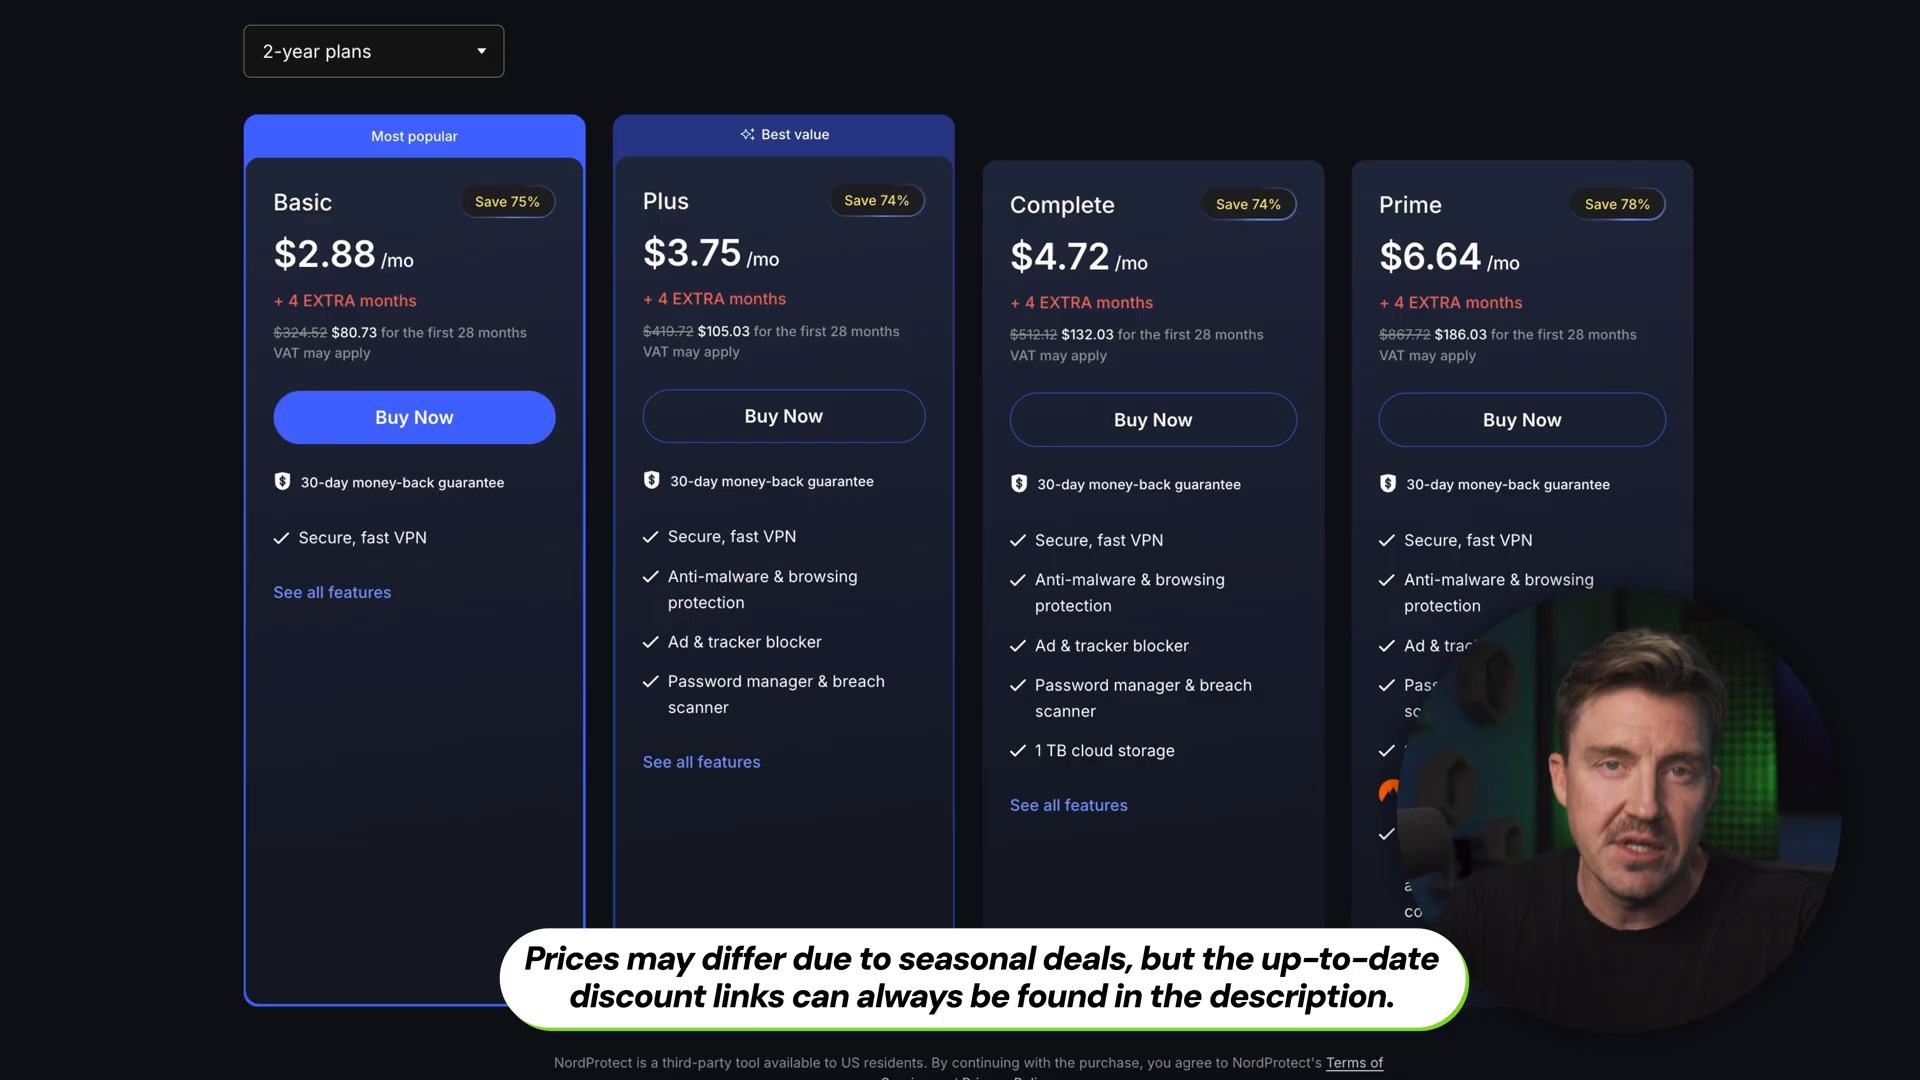 2-year plans
Most popular
Basic
Save 75%
$2.88 /mo
+ 4 EXTRA months
$324.52 $80.73 for the first 28 months
VAT may apply
Buy Now
30-day money-back guarantee
Secure, fast VPN
See all features
Best value
Plus
Save 74%
$3.75 /mo
+ 4 EXTRA months
$419.72 $105.03 for the first 28 months
VAT may apply
Buy Now
30-day money-back guarantee
Secure, fast VPN
Anti-malware & browsing
protection
Ad & tracker blocker
Password manager & breach
scanner
See all features
Complete
Save 74%
$4.72 /mo
+ 4 EXTRA months
$512.12 $132.03 for the first 28 months
VAT may apply
Buy Now
30-day money-back guarantee
Secure, fast VPN
Anti-malware & browsing
protection
Ad & tracker blocker
Password manager & breach
scanner
1 TB cloud storage
See all features
Prime
Save 78%
$6.64 /mo
+ 4 EXTRA months
$867.72 $186.03 for the first 28 months
VAT may apply
Buy Now
30-day money-back guarantee
Secure, fast VPN
Anti-malware & browsing
protection
Ad &
Prices may differ due to seasonal deals, but the up-to-date
discount links can always be found in the description.
NordProtect is a third-party tool available to US residents. By continuing with the purchase, you agree to NordProtect's Terms of